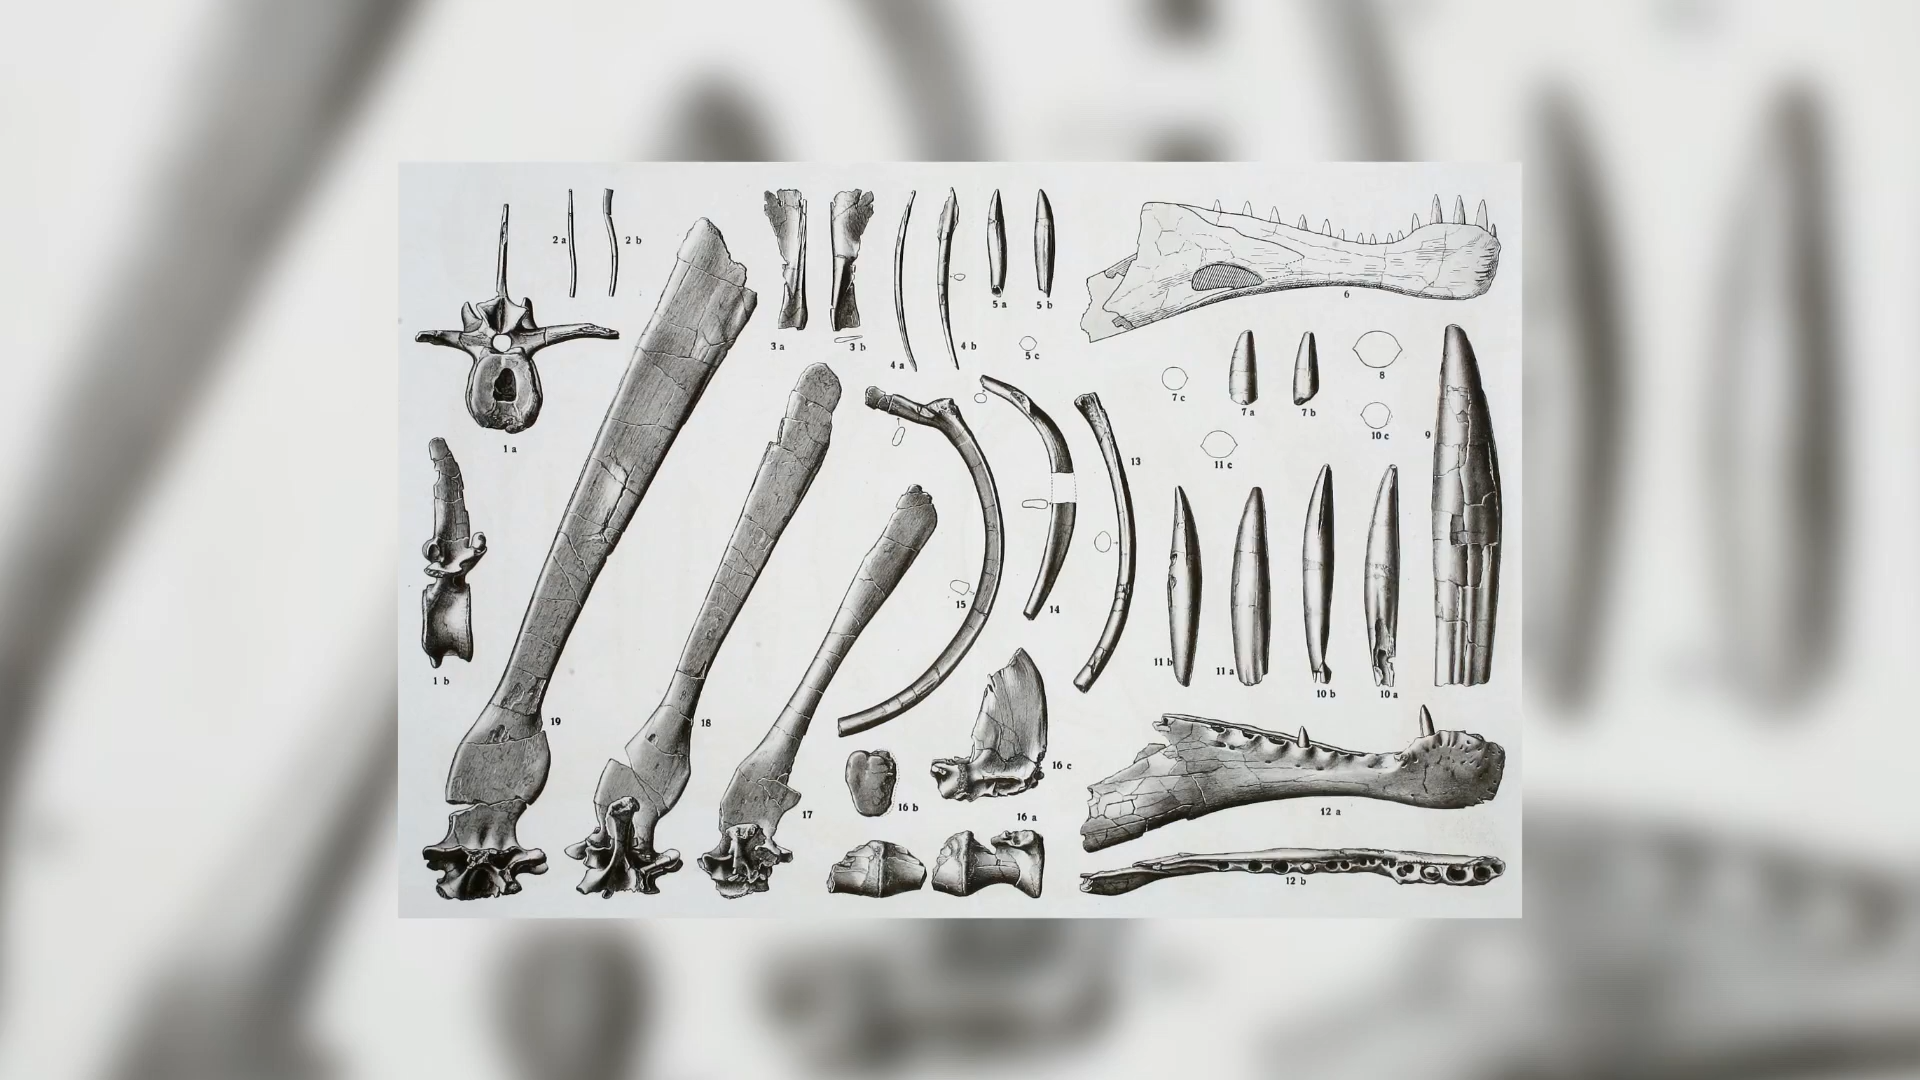 2 a
2 b
3 a
3 b
4 a
4 b
5 a
5 b
5 c
6
1 a
7 c
7 a
7 b
8
10 c
11 c
9
13
15
14
1 b
11 b
11 a
10 b
10 a
19
18
17
16 b
16 c
16 a
12 a
12 b